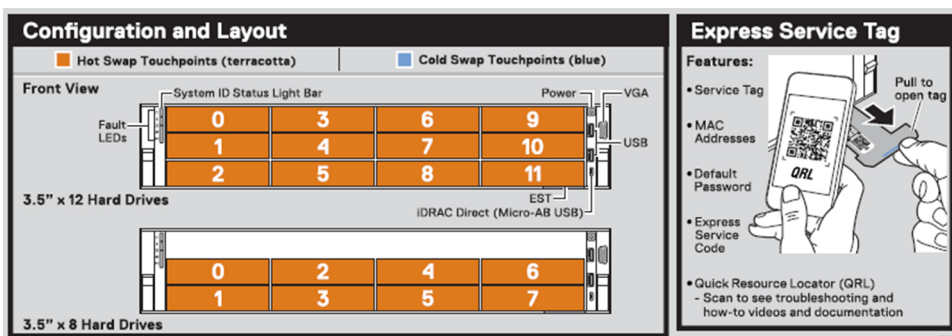 Configuration and Layout
Hot Swap Touchpoints (terracotta)
Cold Swap Touchpoints (blue)
Front View
System ID Status Light Bar
Power
VGA
Fault
LEDs
USB
0 3 6 9
1 4 7 10
2 5 8 11
3.5” x 12 Hard Drives
EST
iDRAC Direct (Micro-AB USB)
0 2 4 6
1 3 5 7
3.5” x 8 Hard Drives
Express Service Tag
Features:
• Service Tag
• MAC
Addresses
• Default
Password
• Express
Service
Code
Pull to
open tag
QRL
• Quick Resource Locator (QRL)
- Scan to see troubleshooting and
how-to videos and documentation